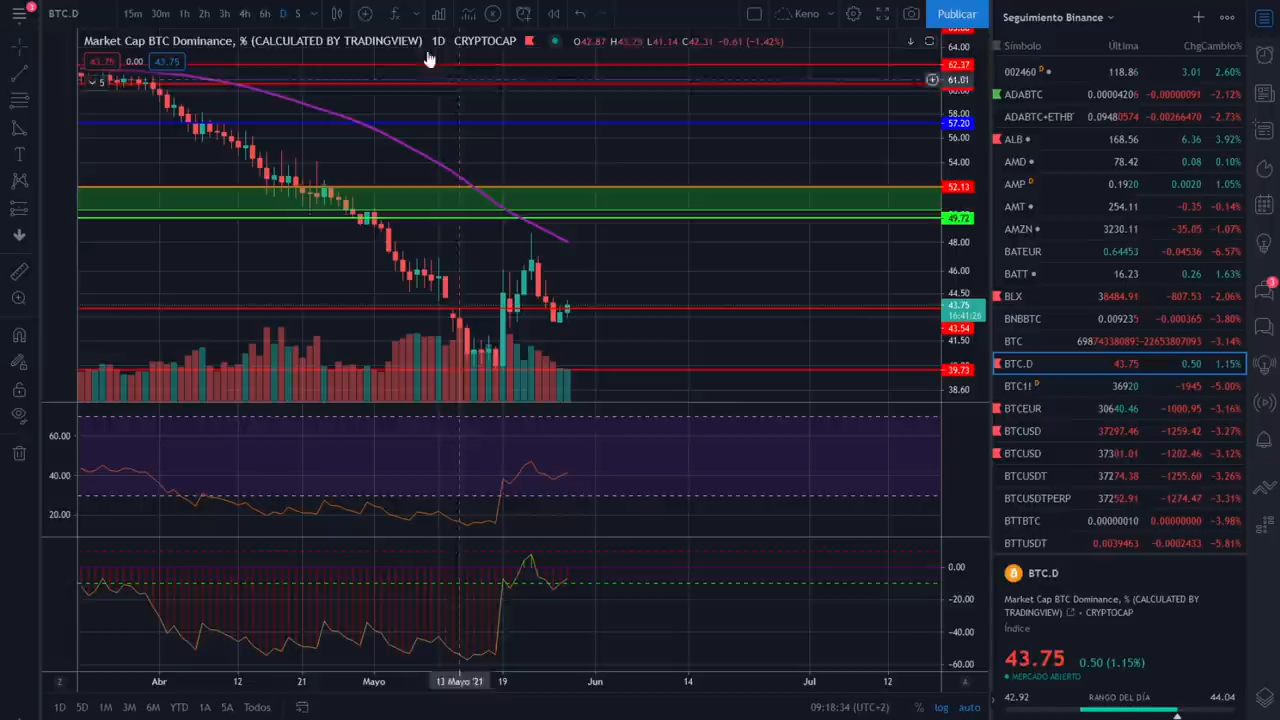 3
BTC.D
15m 30m 1h 2h 3h 4h 6h D S
Keno
Publicar
Market Cap BTC Dominance, % (CALCULATED BY TRADINGVIEW) 1D CRYPTOCAP
O42.87 H43.29 L41.14 C42.31 -0.61 (-1.42%)
43.75 0.00 43.75
5
64.00
62.37
61.01
58.00
57.20
56.00
54.00
52.13
49.72
48.00
46.00
44.50
43.75
16:41:26
43.54
41.50
39.73
38.60
60.00
40.00
20.00
0.00
-20.00
-40.00
-60.00
Z Abr 12 21 Mayo 13 Mayo '21 19 Jun 14 Jul 12 A
1D 5D 1M 3M 6M YTD 1A 5A Todos
09:18:34 (UTC+2) % log auto
Seguimiento Binance
Símbolo Última Chg Cambio%
002460 D 118.86 3.01 2.60%
ADABTC 0.00004206 -0.00000091 -2.12%
ADABTC+ETHB 0.09480574 -0.00266470 -2.73%
ALB 168.56 6.36 3.92%
AMD 78.42 0.08 0.10%
AMP D 0.1920 0.0020 1.05%
AMT 254.11 -0.35 -0.14%
AMZN 3230.11 -35.05 -1.07%
BATEUR 0.64453 -0.04536 -6.57%
BATT 16.23 0.26 1.63%
BLX 38484.91 -807.53 -2.06%
BNBBTC 0.009235 -0.000365 -3.80%
BTC 698743380893 -22653807093 -3.14%
BTC.D 43.75 0.50 1.15%
BTC1! D 36920 -1945 -5.00%
BTCEUR 30640.46 -1000.95 -3.16%
BTCUSD 37297.46 -1259.42 -3.27%
BTCUSD 37301.01 -1202.46 -3.12%
BTCUSDT 37274.38 -1255.60 -3.26%
BTCUSDTPERP 37252.91 -1274.47 -3.31%
BTTBTC 0.00000010 0.00000000 -3.98%
BTTUSDT 0.0039463 -0.0002433 -5.81%
BTC.D
Market Cap BTC Dominance, % (CALCULATED BY
TRADINGVIEW) • CRYPTOCAP
Índice
43.75 0.50 (1.15%)
MERCADO ABIERTO
42.92 RANGO DEL DÍA 44.04
3